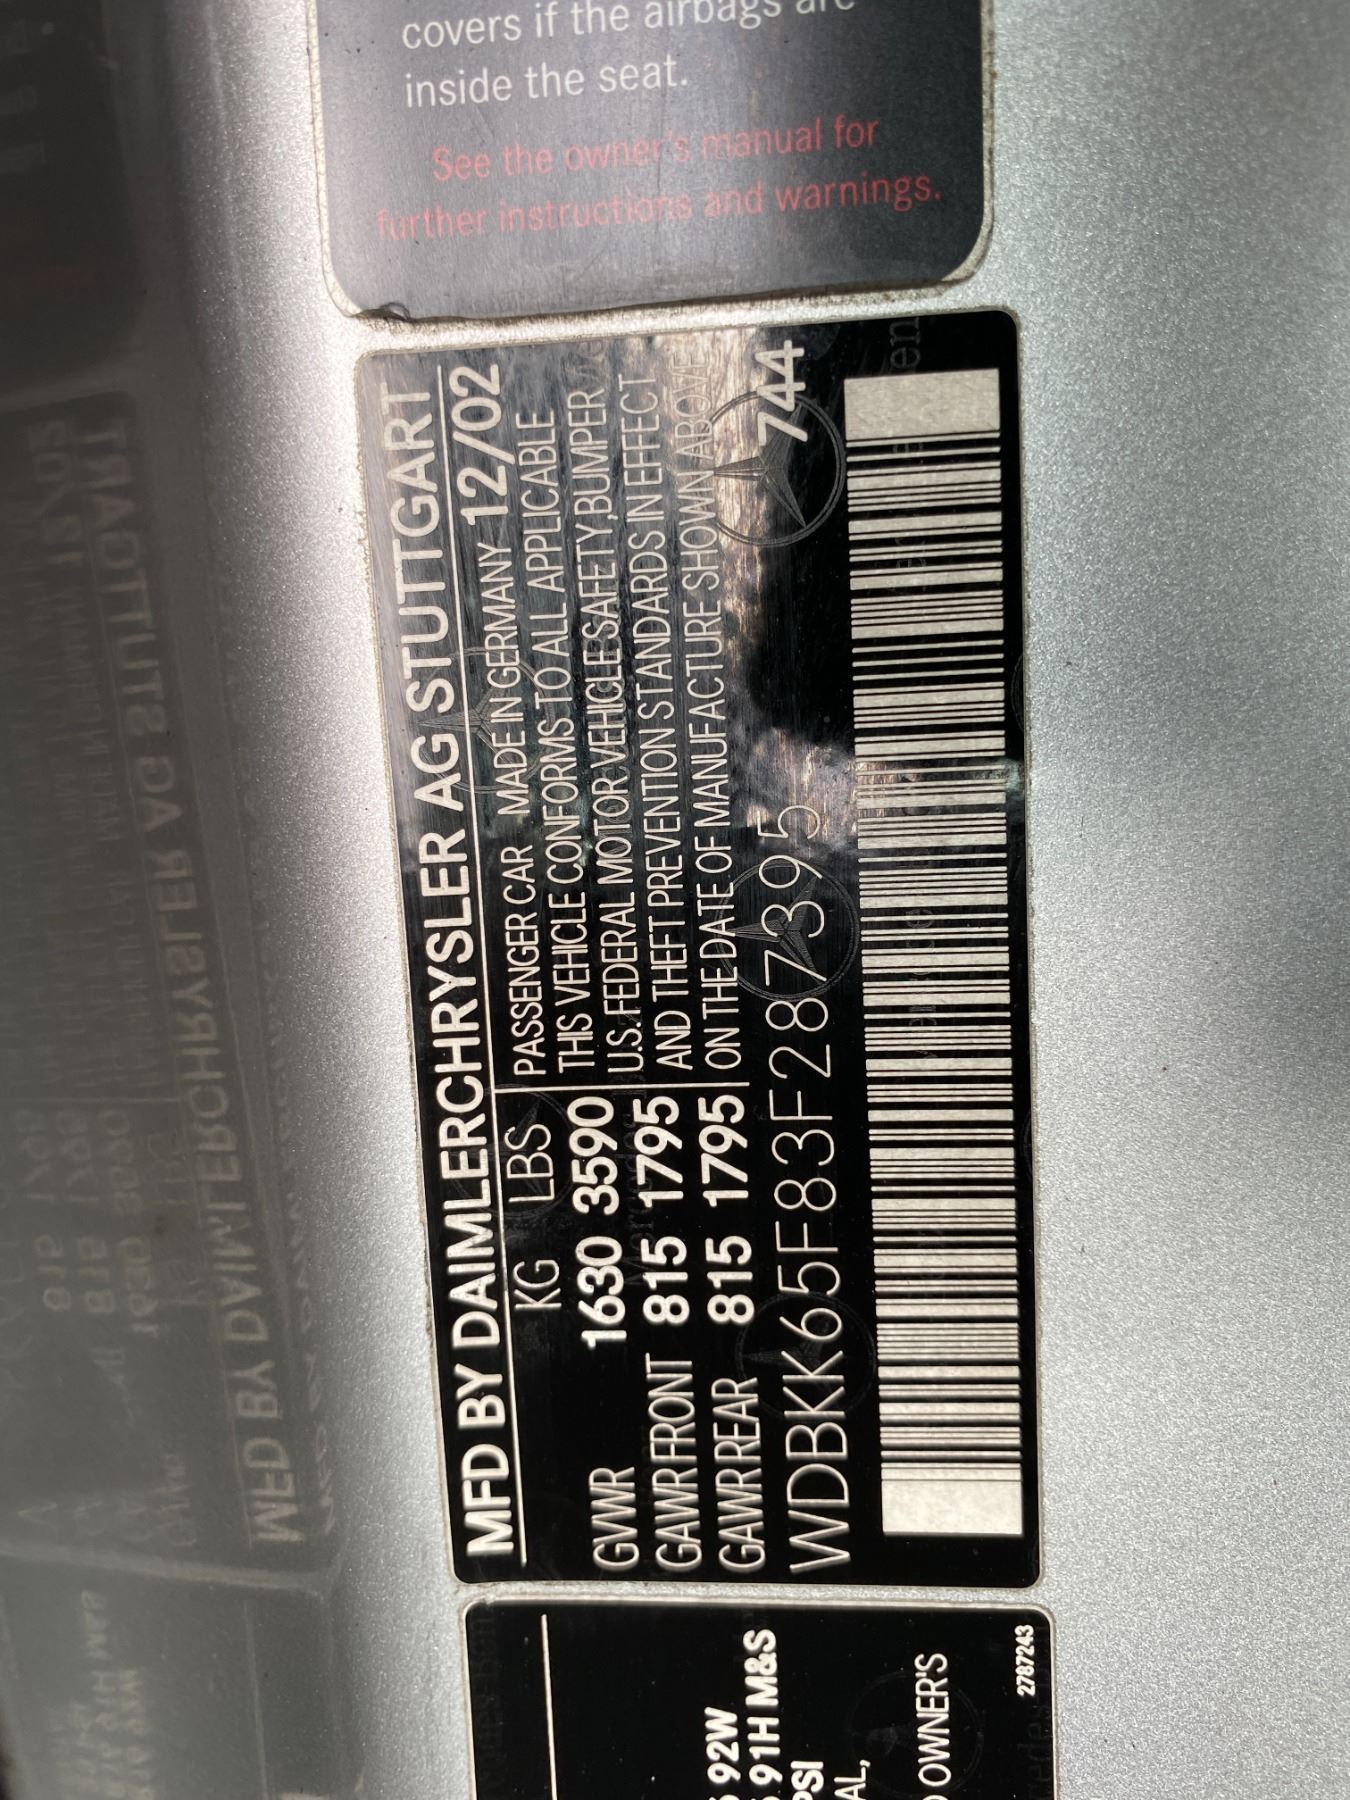 covers if the airbags are
inside the seat.
See the owner's manual for
further instructions and warnings.
MFD BY DAIMLERCHRYSLER AG STUTTGART
KG LBS PASSENGER CAR MADE IN GERMANY 12/02
THIS VEHICLE CONFORMS TO ALL APPLICABLE
GVWR 1630 3590 U.S. FEDERAL MOTOR VEHICLE SAFETY, BUMPER
GAWR FRONT 815 1795 AND THEFT PREVENTION STANDARDS IN EFFECT
GAWR REAR 815 1795 ON THE DATE OF MANUFACTURE SHOWN ABOVE
WDBKK65F83F287395 744
92W
91H M&S
PSI
OWNER'S
2787243